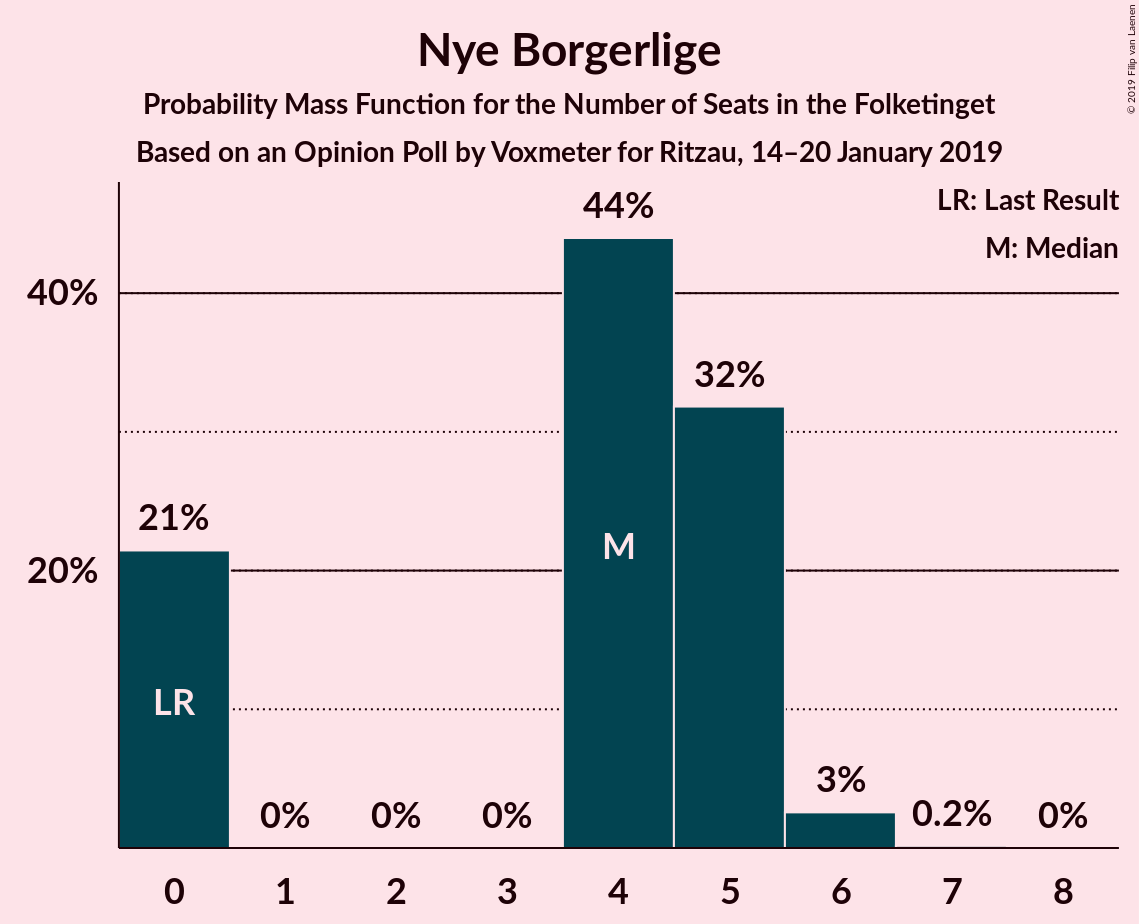 Nye Borgerlige
Probability Mass Function for the Number of Seats in the Folketinget
Based on an Opinion Poll by Voxmeter for Ritzau, 14–20 January 2019
© 2019 Filip van Laenen
LR: Last Result
M: Median
44%
40%
32%
21%
20%
M
LR
0%
0%
0%
3%
0.2%
0%
0 1 2 3 4 5 6 7 8